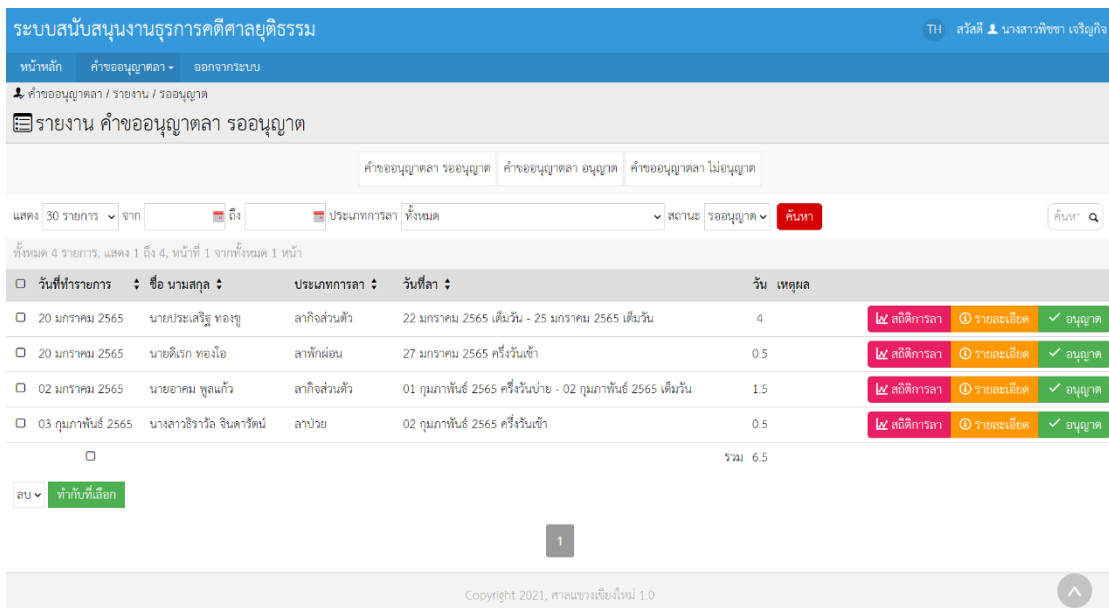 ระบบสนับสนุนงานธุรการคดีศาลยุติธรรม TH สวัสดี นางสาวพิชชา เจริญกิจ
หน้าหลัก คำขออนุญาตลา ออกจากระบบ
คำขออนุญาตลา / รายงาน / รออนุญาต
รายงาน คำขออนุญาตลา รออนุญาต
คำขออนุญาตลา รออนุญาต คำขออนุญาตลา อนุญาต คำขออนุญาตลา ไม่อนุญาต
แสดง 30 รายการ จาก ถึง ประเภทการลา ทั้งหมด สถานะ รออนุญาต ค้นหา
ทั้งหมด 4 รายการ, แสดง 1 ถึง 4, หน้าที่ 1 จากทั้งหมด 1 หน้า
วันที่ทำรายการ ชื่อ นามสกุล ประเภทการลา วันที่ลา วัน เหตุผล
20 มกราคม 2565 นายประเสริฐ ทองชู ลากิจส่วนตัว 22 มกราคม 2565 เต็มวัน - 25 มกราคม 2565 เต็มวัน 4 สถิติการลา รายละเอียด อนุญาต
20 มกราคม 2565 นายดิเรก ทองโอ ลาพักผ่อน 27 มกราคม 2565 ครึ่งวันเช้า 0.5 สถิติการลา รายละเอียด อนุญาต
02 มกราคม 2565 นายอาคม พูลแก้ว ลากิจส่วนตัว 01 กุมภาพันธ์ 2565 ครึ่งวันบ่าย - 02 กุมภาพันธ์ 2565 เต็มวัน 1.5 สถิติการลา รายละเอียด อนุญาต
03 กุมภาพันธ์ 2565 นางสาวธิราวัล จินดารัตน์ ลาป่วย 02 กุมภาพันธ์ 2565 ครึ่งวันเช้า 0.5 สถิติการลา รายละเอียด อนุญาต
รวม 6.5
ลบ ทำกับที่เลือก
1
Copyright 2021, ศาลแขวงเชียงใหม่ 1.0